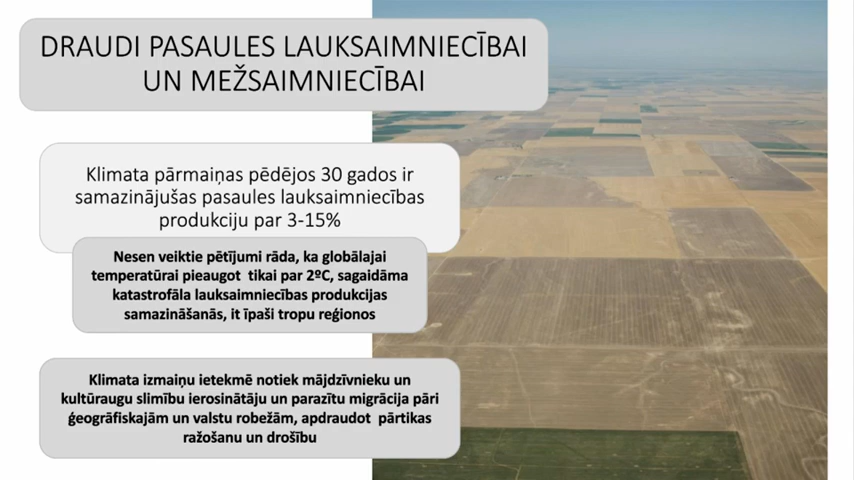 DRAUDI PASAULES LAUKSAIMNIECĪBAI
UN MEŽSAIMNIECĪBAI
Klimata pārmaiņas pēdējos 30 gados ir
samazinājušas pasaules lauksaimniecības
produkciju par 3-15%
Nesen veiktie pētījumi rāda, ka globālajai
temperatūrai pieaugot tikai par 2ºC, sagaidāma
katastrofāla lauksaimniecības produkcijas
samazināšanās, it īpaši tropu reģionos
Klimata izmaiņu ietekmē notiek mājdzīvnieku un
kultūraugu slimību ierosinātāju un parazītu migrācija pāri
ģeogrāfiskajām un valstu robežām, apdraudot pārtikas
ražošanu un drošību